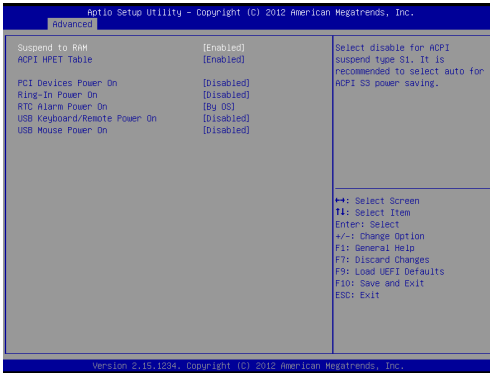 Aptio Setup Utility – Copyright (C) 2012 American Megatrends, Inc.
Advanced
Suspend to RAM [Enabled]
ACPI HPET Table [Enabled]
PCI Devices Power On [Disabled]
Ring-In Power On [Disabled]
RTC Alarm Power On [By OS]
USB Keyboard/Remote Power On [Disabled]
USB Mouse Power On [Disabled]
Select disable for ACPI
suspend type S1. It is
recommended to select auto for
ACPI S3 power saving.
↔: Select Screen
↑↓: Select Item
Enter: Select
+/-: Change Option
F1: General Help
F7: Discard Changes
F9: Load UEFI Defaults
F10: Save and Exit
ESC: Exit
Version 2.15.1234. Copyright (C) 2012 American Megatrends, Inc.